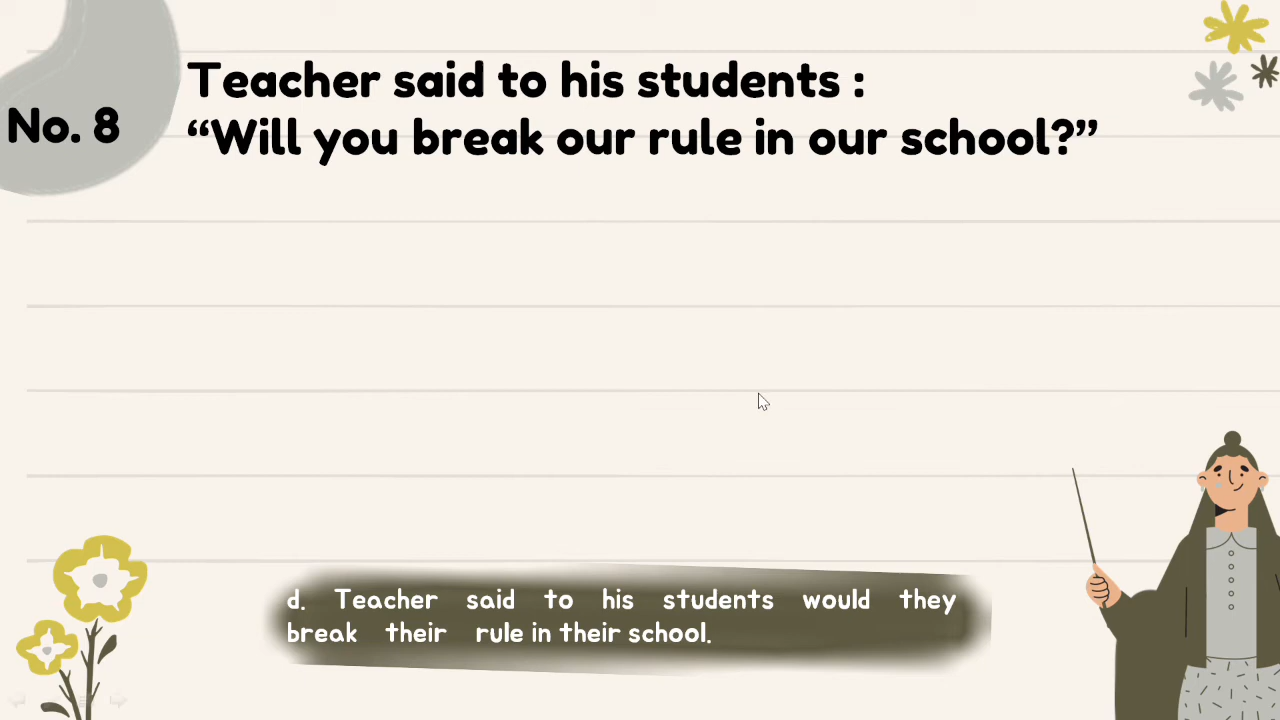 No. 8
Teacher said to his students :
“Will you break our rule in our school?”
d. Teacher said to his students would they
break their rule in their school.